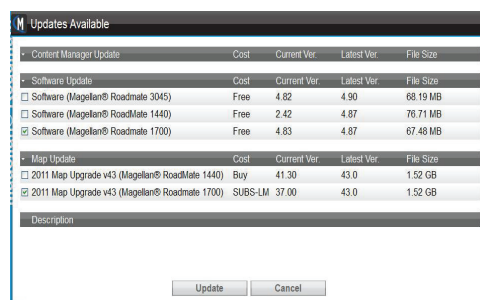 M Updates Available
Content Manager Update Cost Current Ver. Latest Ver. File Size
Software Update Cost Current Ver. Latest Ver. File Size
Software (Magellan® Roadmate 3045) Free 4.82 4.90 68.19 MB
Software (Magellan® Roadmate 1440) Free 2.42 4.87 76.71 MB
Software (Magellan® Roadmate 1700) Free 4.83 4.87 67.48 MB
Map Update Cost Current Ver. Latest Ver. File Size
2011 Map Upgrade v43 (Magellan® RoadMate 1440) Buy 41.30 43.0 1.52 GB
2011 Map Upgrade v43 (Magellan® Roadmate 1700) SUBS-LM 37.00 43.0 1.52 GB
Description
Update Cancel